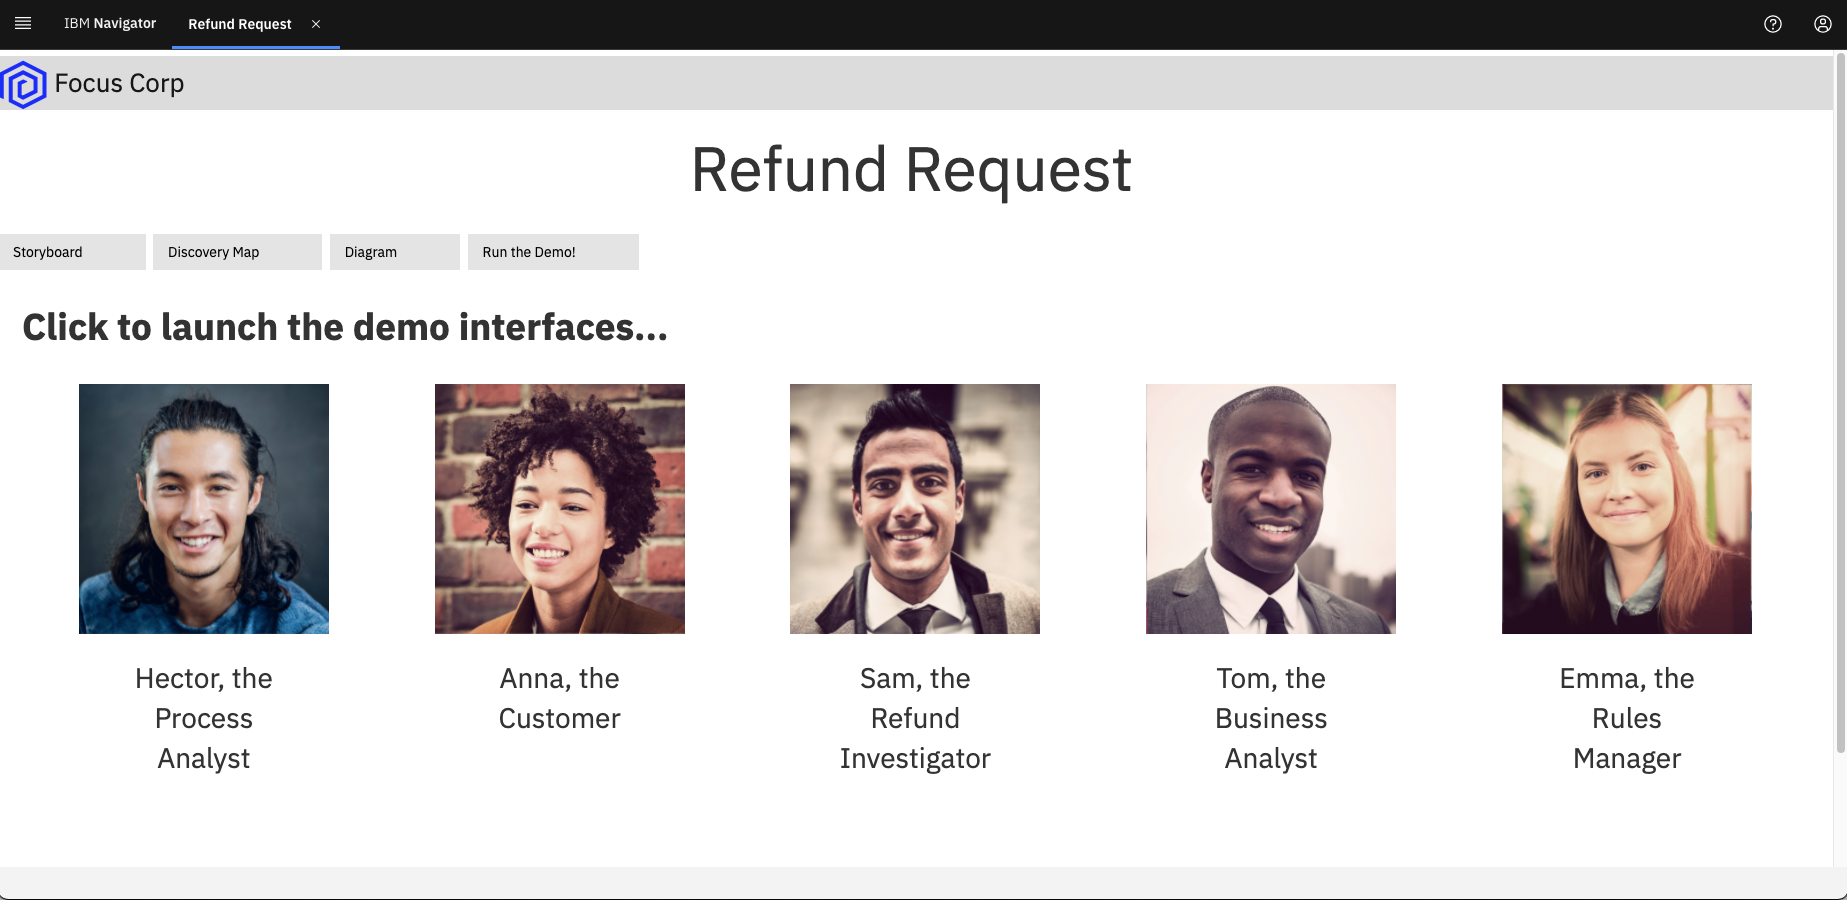 IBM Navigator
Refund Request
Focus Corp
Refund Request
Storyboard
Discovery Map
Diagram
Run the Demo!
Click to launch the demo interfaces...
Hector, the
Process
Analyst
Anna, the
Customer
Sam, the
Refund
Investigator
Tom, the
Business
Analyst
Emma, the
Rules
Manager